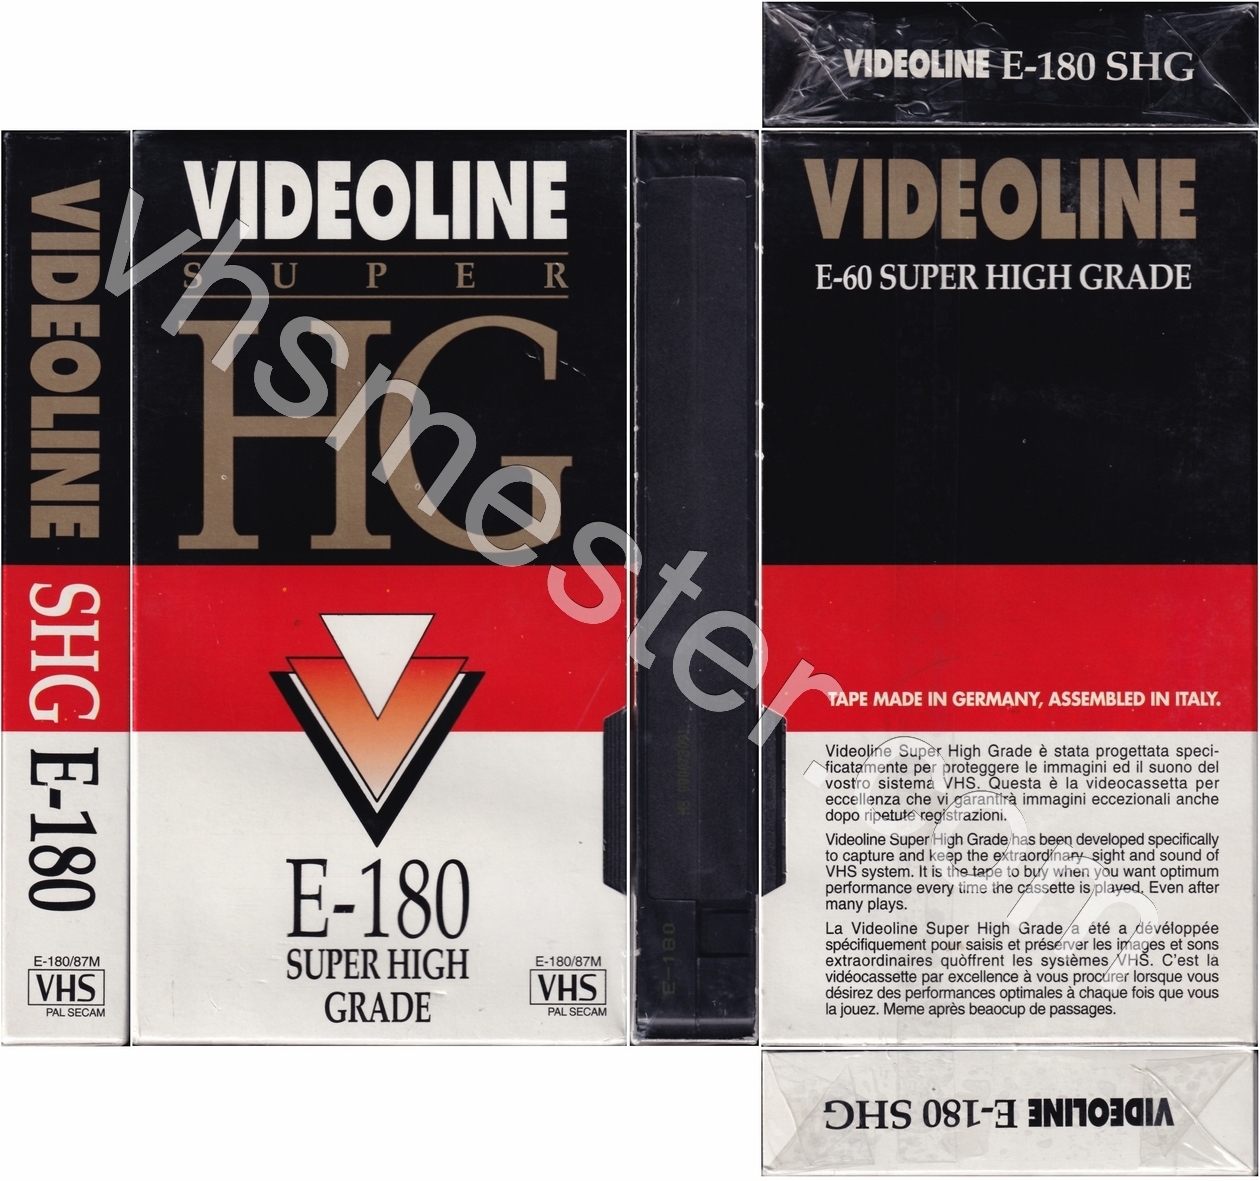 VIDEOLINE E-180 SHG
VIDEOLINE SHG E-180
E-180/87M
VHS
PAL SECAM
VIDEOLINE
SUPER
HG
E-180
SUPER HIGH
GRADE
E-180/87M
VHS
PAL SECAM
E-180
VIDEOLINE
E-60 SUPER HIGH GRADE
TAPE MADE IN GERMANY, ASSEMBLED IN ITALY.
Videoline Super High Grade è stata progettata speci-
ficatamente per proteggere le immagini ed il suono del
vostro sistema VHS. Questa è la videocassetta per
eccellenza che vi garantirà immagini eccezionali anche
dopo ripetute registrazioni.
Videoline Super High Grade has been developed specifically
to capture and keep the extraordinary sight and sound of
VHS system. It is the tape to buy when you want optimum
performance every time the cassette is played. Even after
many plays.
La Videoline Super High Grade a été a dévéloppée
spécifiquement pour saisis et préserver les images et sons
extraordinaires quòffrent les systèmes VHS. C'est la
vidéocassette par excellence à vous procurer lorsque vous
désirez des performances optimales à chaque fois que vous
la jouez. Meme après beaocup de passages.
VIDEOLINE E-180 SHG
vhsmester.com